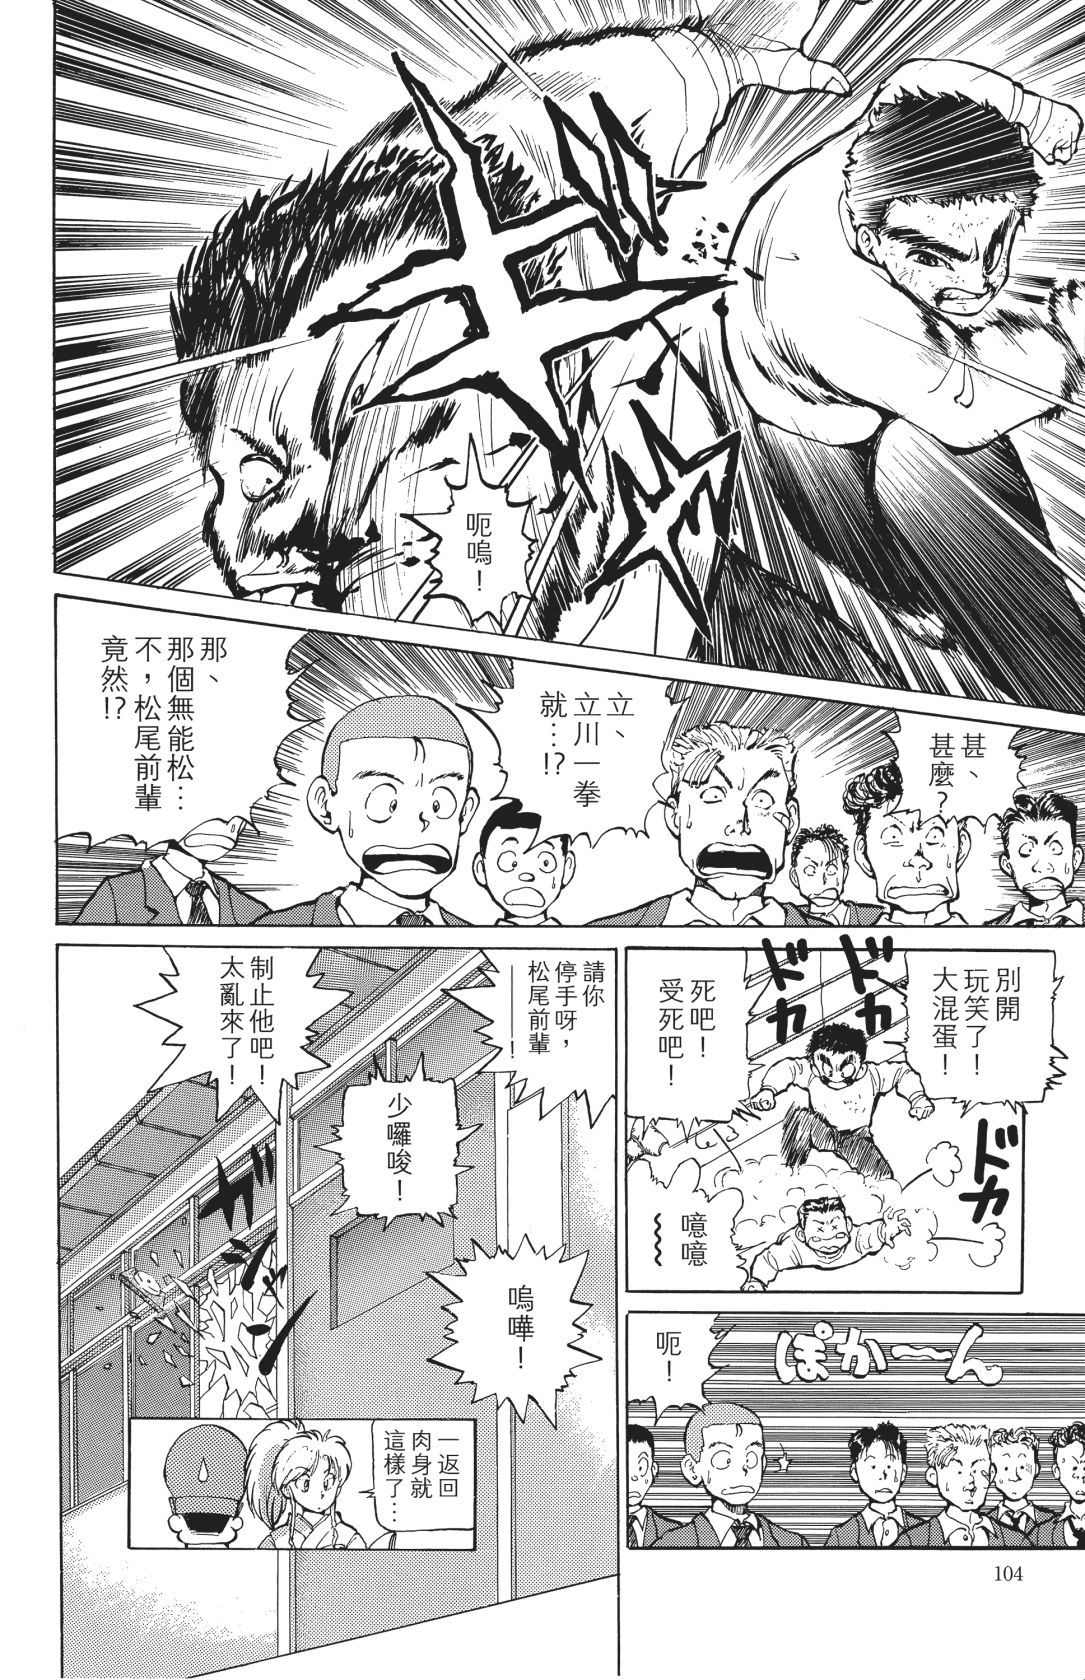 ギャッ
呃嗚！
甚、
甚麼？
立、
立川一拳
就…!?
那、
那個無能松…
不，松尾前輩
竟然!?
別開
玩笑了！
大混蛋！
死吧！
受死吧！
ドカ
ドカ
ドカ
噫噫
ぽかーん
呃！
請你
停手呀，
松尾前輩
——！
制止他吧！
太亂來了！
少囉唆！
嗚嘩！
ガシャーン
一返回
肉身就
這樣了…
104